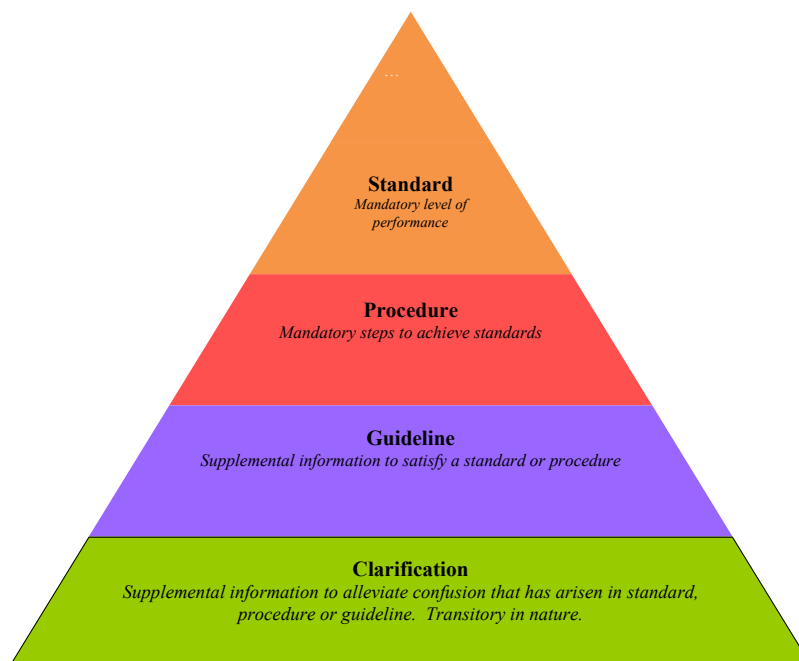 ...
Standard
Mandatory level of
performance
Procedure
Mandatory steps to achieve standards
Guideline
Supplemental information to satisfy a standard or procedure
Clarification
Supplemental information to alleviate confusion that has arisen in standard,
procedure or guideline.  Transitory in nature.